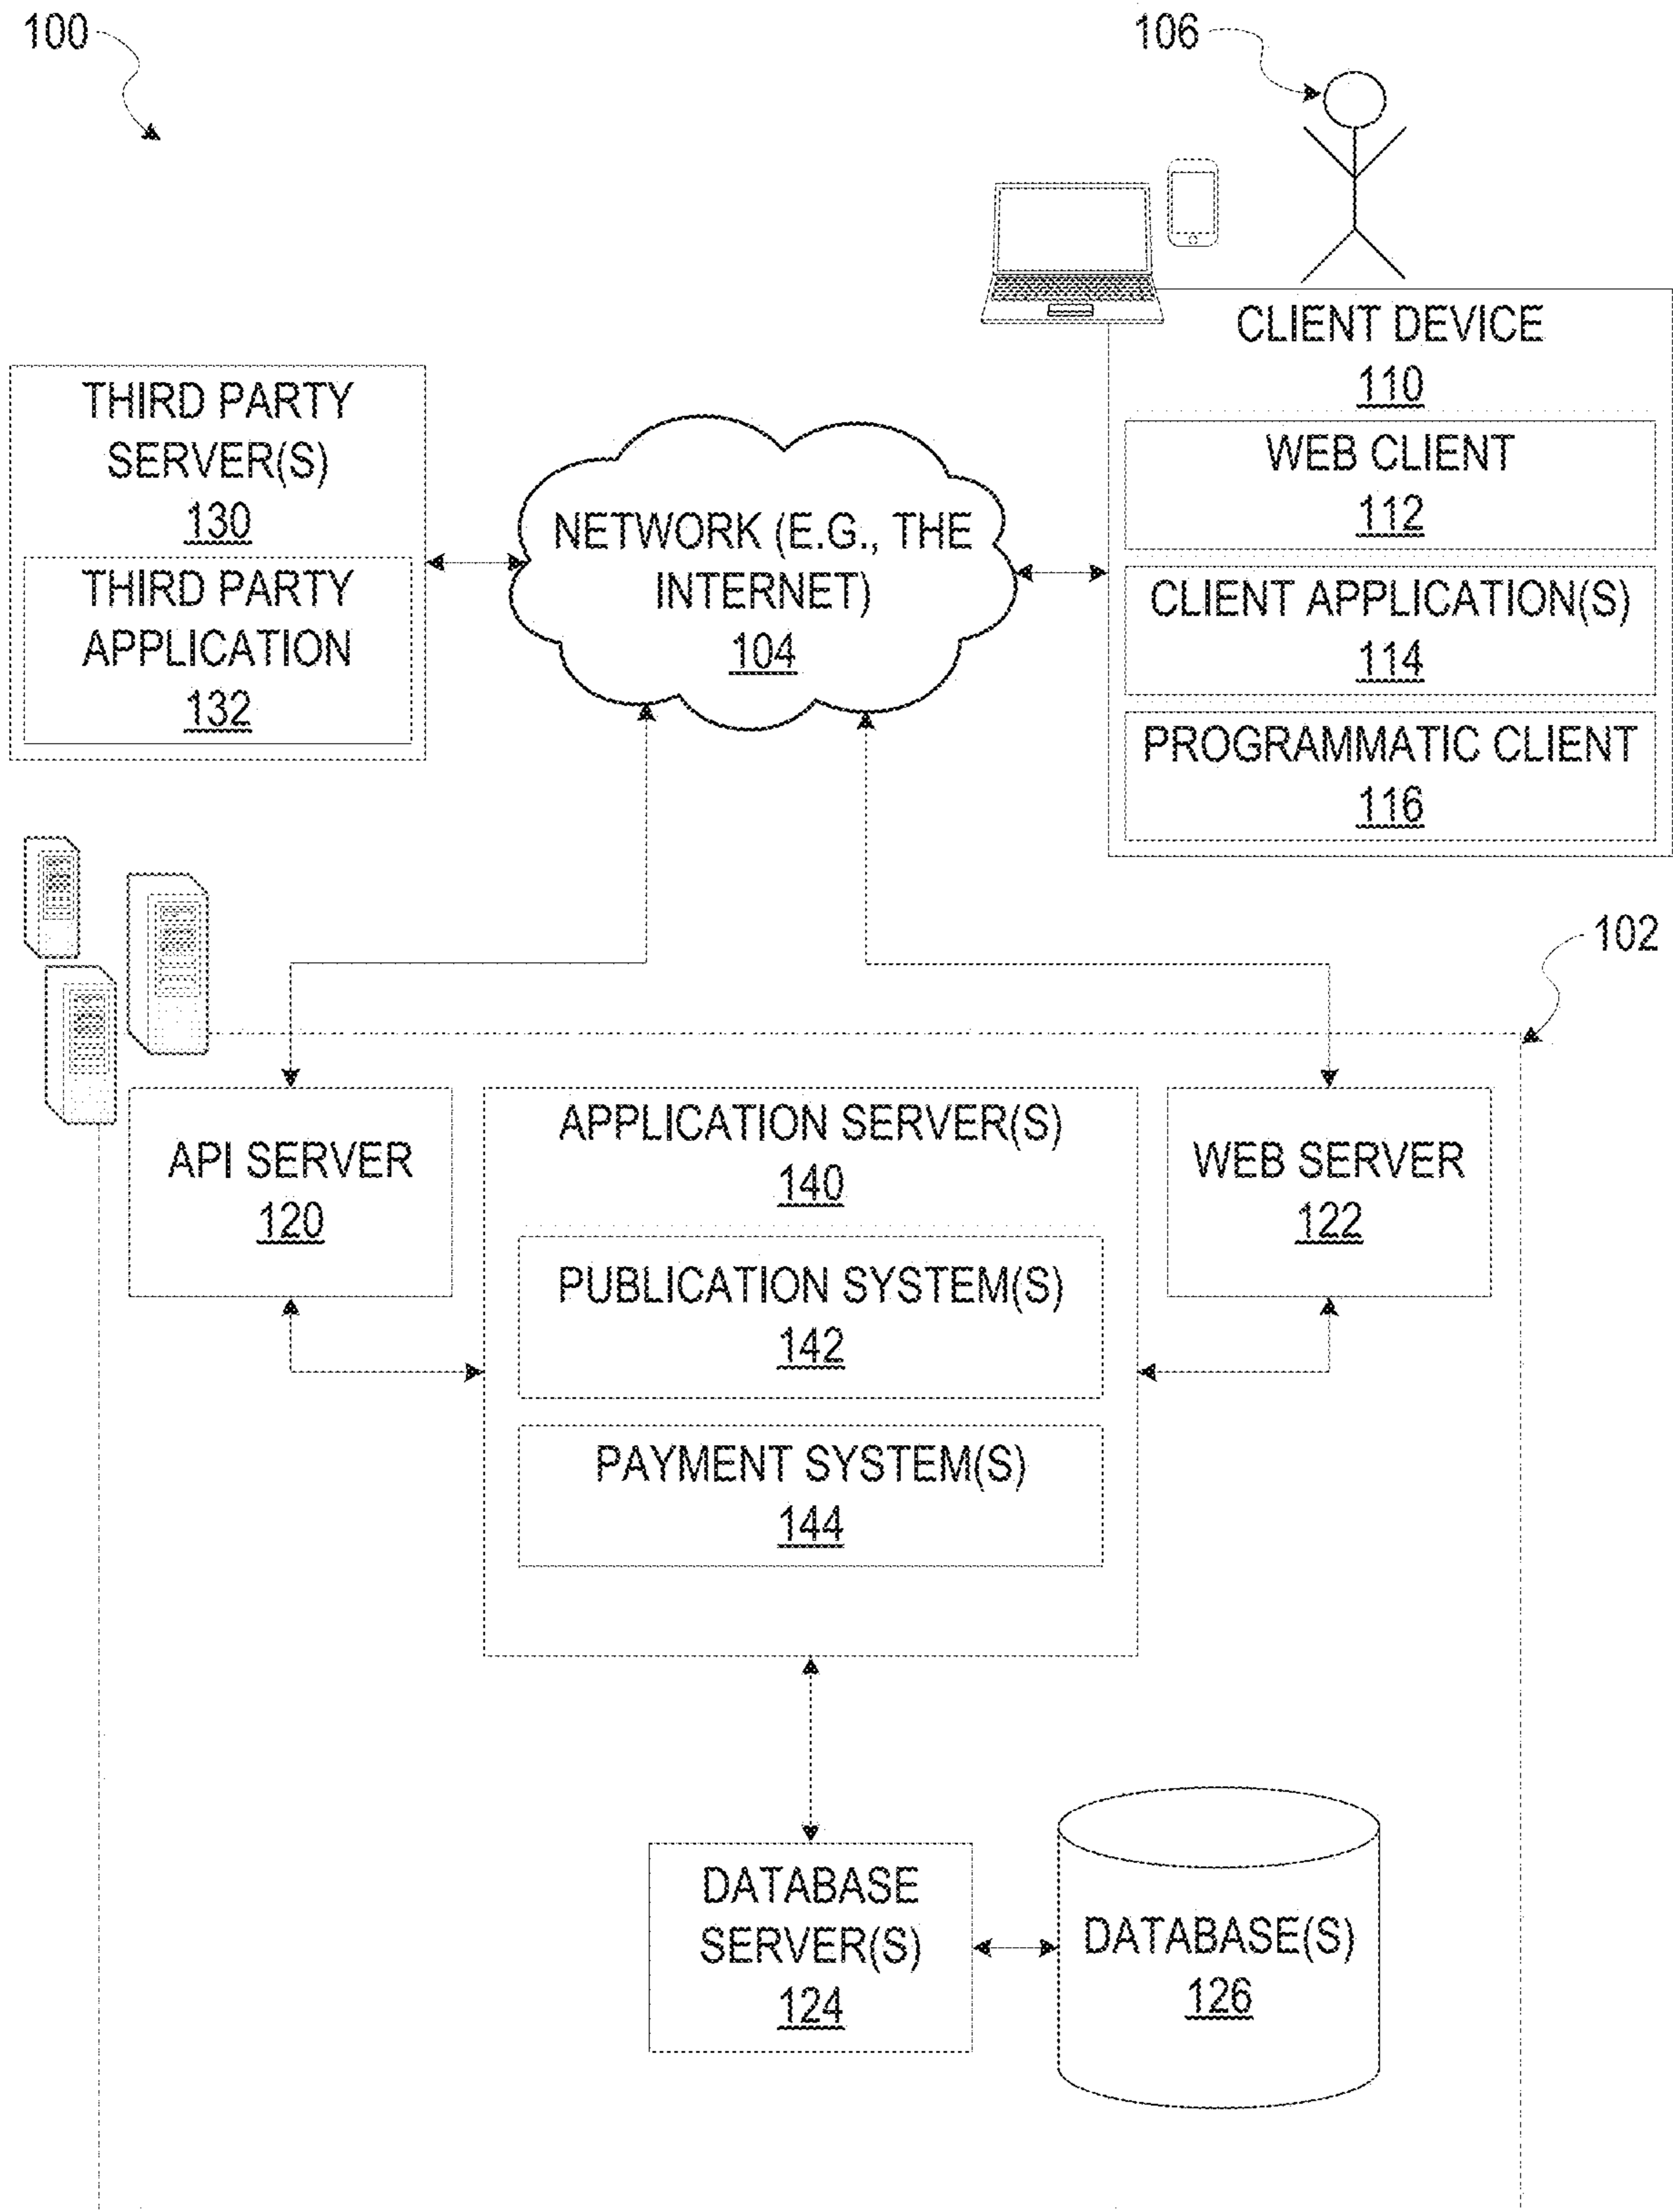 100
106
CLIENT DEVICE
110
WEB CLIENT
112
CLIENT APPLICATION(S)
114
PROGRAMMATIC CLIENT
116
THIRD PARTY
SERVER(S)
130
THIRD PARTY
APPLICATION
132
NETWORK (E.G., THE
INTERNET)
104
102
API SERVER
120
APPLICATION SERVER(S)
140
PUBLICATION SYSTEM(S)
142
PAYMENT SYSTEM(S)
144
WEB SERVER
122
DATABASE
SERVER(S)
124
DATABASE(S)
126